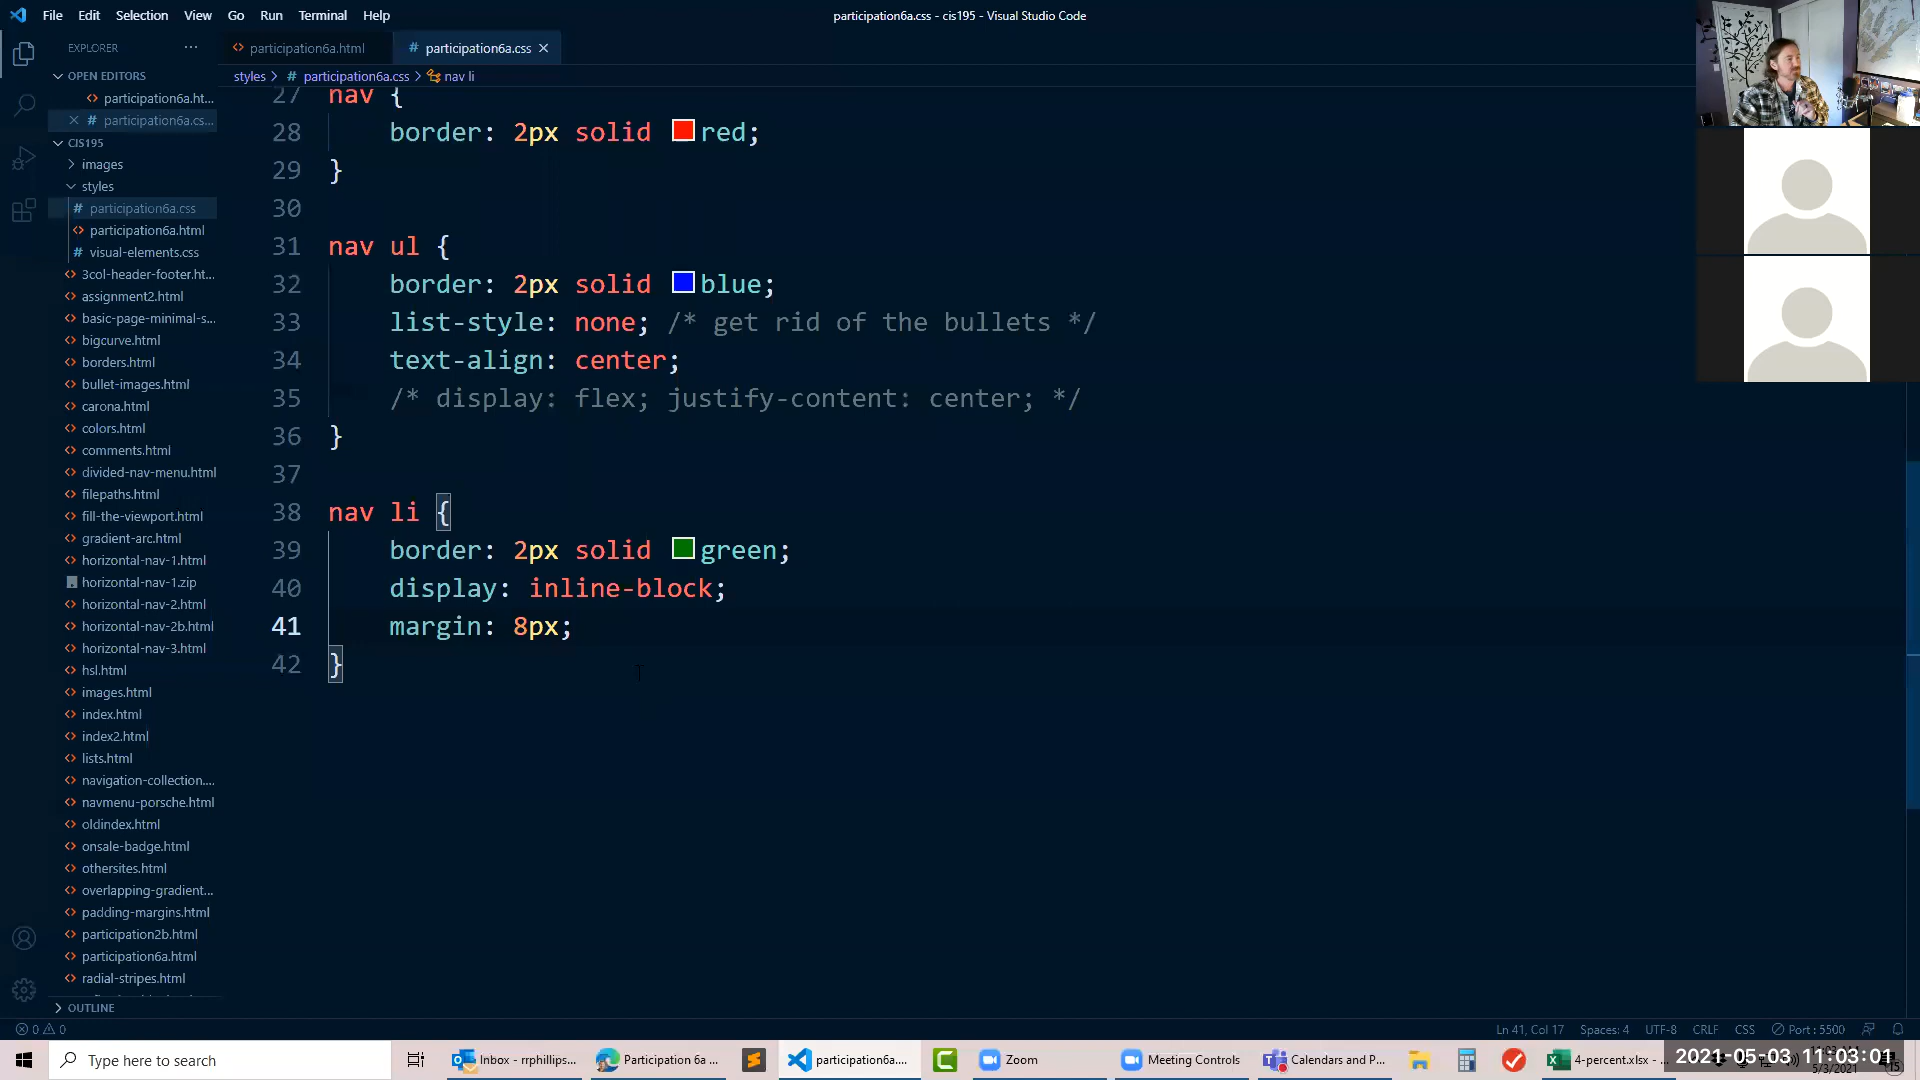 File Edit Selection View Go Run Terminal Help
participation6a.css - cis195 - Visual Studio Code
EXPLORER ...
participation6a.html
# participation6a.css
OPEN EDITORS
participation6a.ht...
# participation6a.cs...
CIS195
images
styles
# participation6a.css
participation6a.html
# visual-elements.css
3col-header-footer.ht...
assignment2.html
basic-page-minimal-s...
bigcurve.html
borders.html
bullet-images.html
carona.html
colors.html
comments.html
divided-nav-menu.html
filepaths.html
fill-the-viewport.html
gradient-arc.html
horizontal-nav-1.html
horizontal-nav-1.zip
horizontal-nav-2.html
horizontal-nav-2b.html
horizontal-nav-3.html
hsl.html
images.html
index.html
index2.html
lists.html
navigation-collection....
navmenu-porsche.html
oldindex.html
onsale-badge.html
othersites.html
overlapping-gradient...
padding-margins.html
participation2b.html
participation6a.html
radial-stripes.html
OUTLINE
styles > # participation6a.css > nav li
27 nav {
28 border: 2px solid red;
29 }
30
31 nav ul {
32 border: 2px solid blue;
33 list-style: none; /* get rid of the bullets */
34 text-align: center;
35 /* display: flex; justify-content: center; */
36 }
37
38 nav li {
39 border: 2px solid green;
40 display: inline-block;
41 margin: 8px;
42 }
0 0
Ln 41, Col 17 Spaces: 4 UTF-8 CRLF CSS Port : 5500
Type here to search
Inbox - rrphillips...
Participation 6a ...
participation6a....
Zoom
Meeting Controls
Calendars and P...
4-percent.xlsx - ...
2021-05-03 11:03:01
5/3/2021
15